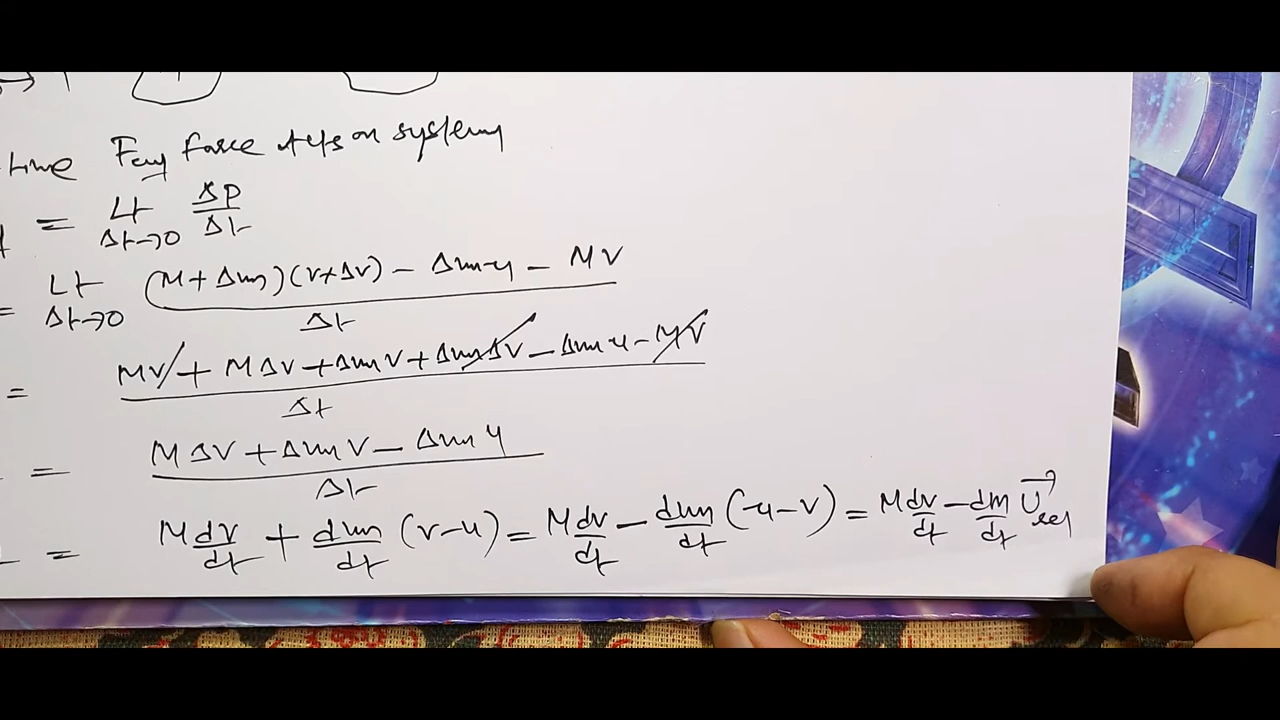 time Fext force acts on system
= Lt Δt→0 ΔP/Δt
= Lt Δt→0 (M+Δm)(v+Δv) - Δm u - MV / Δt
= MV + MΔV + Δm V + Δm ΔV - Δm u - MV / Δt
= MΔV + Δm V - Δm u / Δt
= M dv/dt + dm/dt (v-u) = M dv/dt - dm/dt (u-v) = M dv/dt - dm/dt U⃗rel